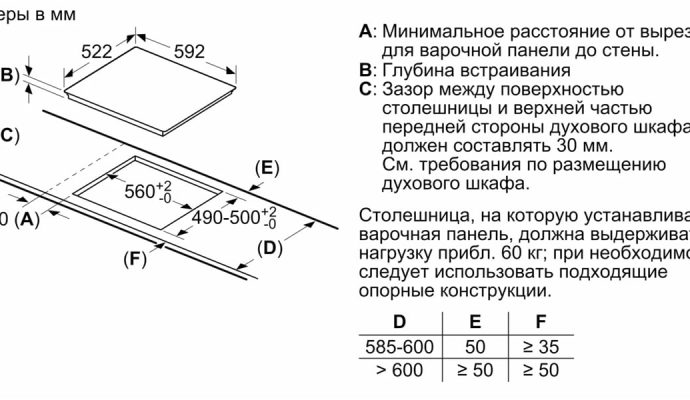 еры в мм
522
592
B)
C)
(E)
560+2-0
490-500+2-0
0 (A)
(D)
(F)
A: Минимальное расстояние от вырез
для варочной панели до стены.
B: Глубина встраивания
C: Зазор между поверхностью
столешницы и верхней частью
передней стороны духового шкафа
должен составлять 30 мм.
См. требования по размещению
духового шкафа.
Столешница, на которую устанавлива
варочная панель, должна выдерживат
нагрузку прибл. 60 кг; при необходимо
следует использовать подходящие
опорные конструкции.
D E F
585-600 50 ≥ 35
> 600 ≥ 50 ≥ 50